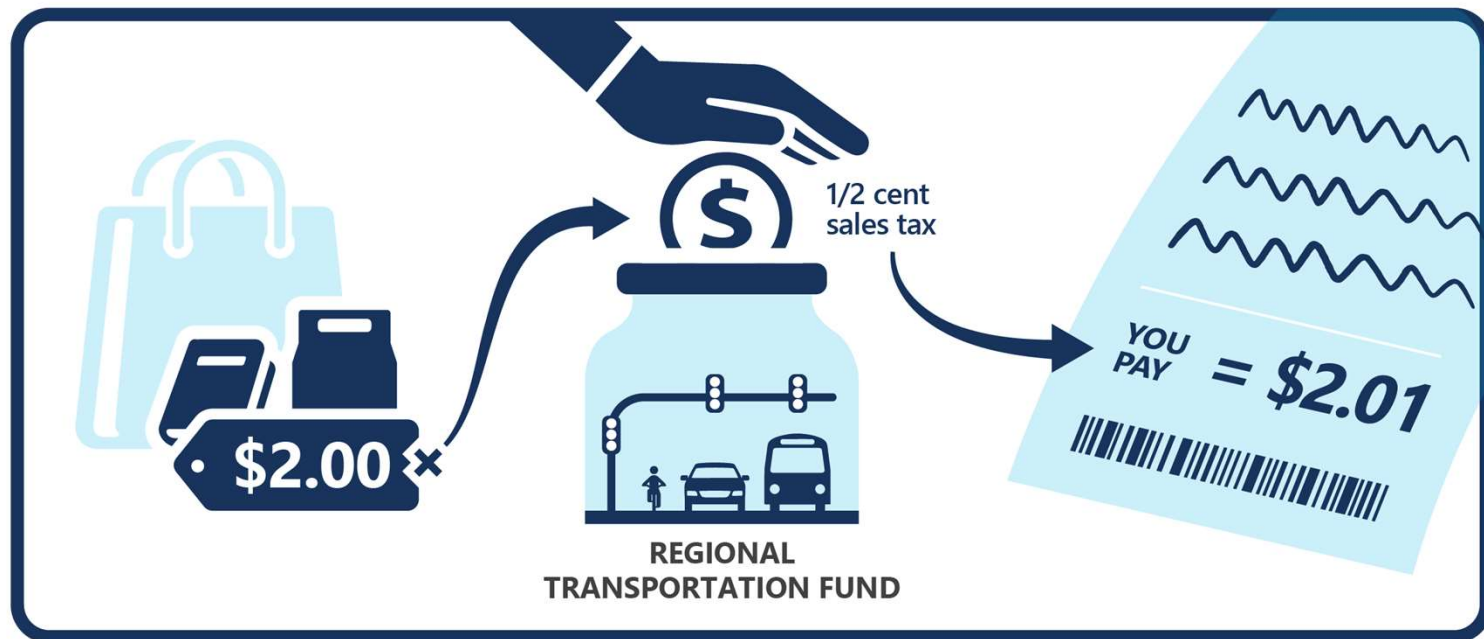 $2.00
×
$
1/2 cent
sales tax
REGIONAL
TRANSPORTATION FUND
YOU
PAY
= $2.01